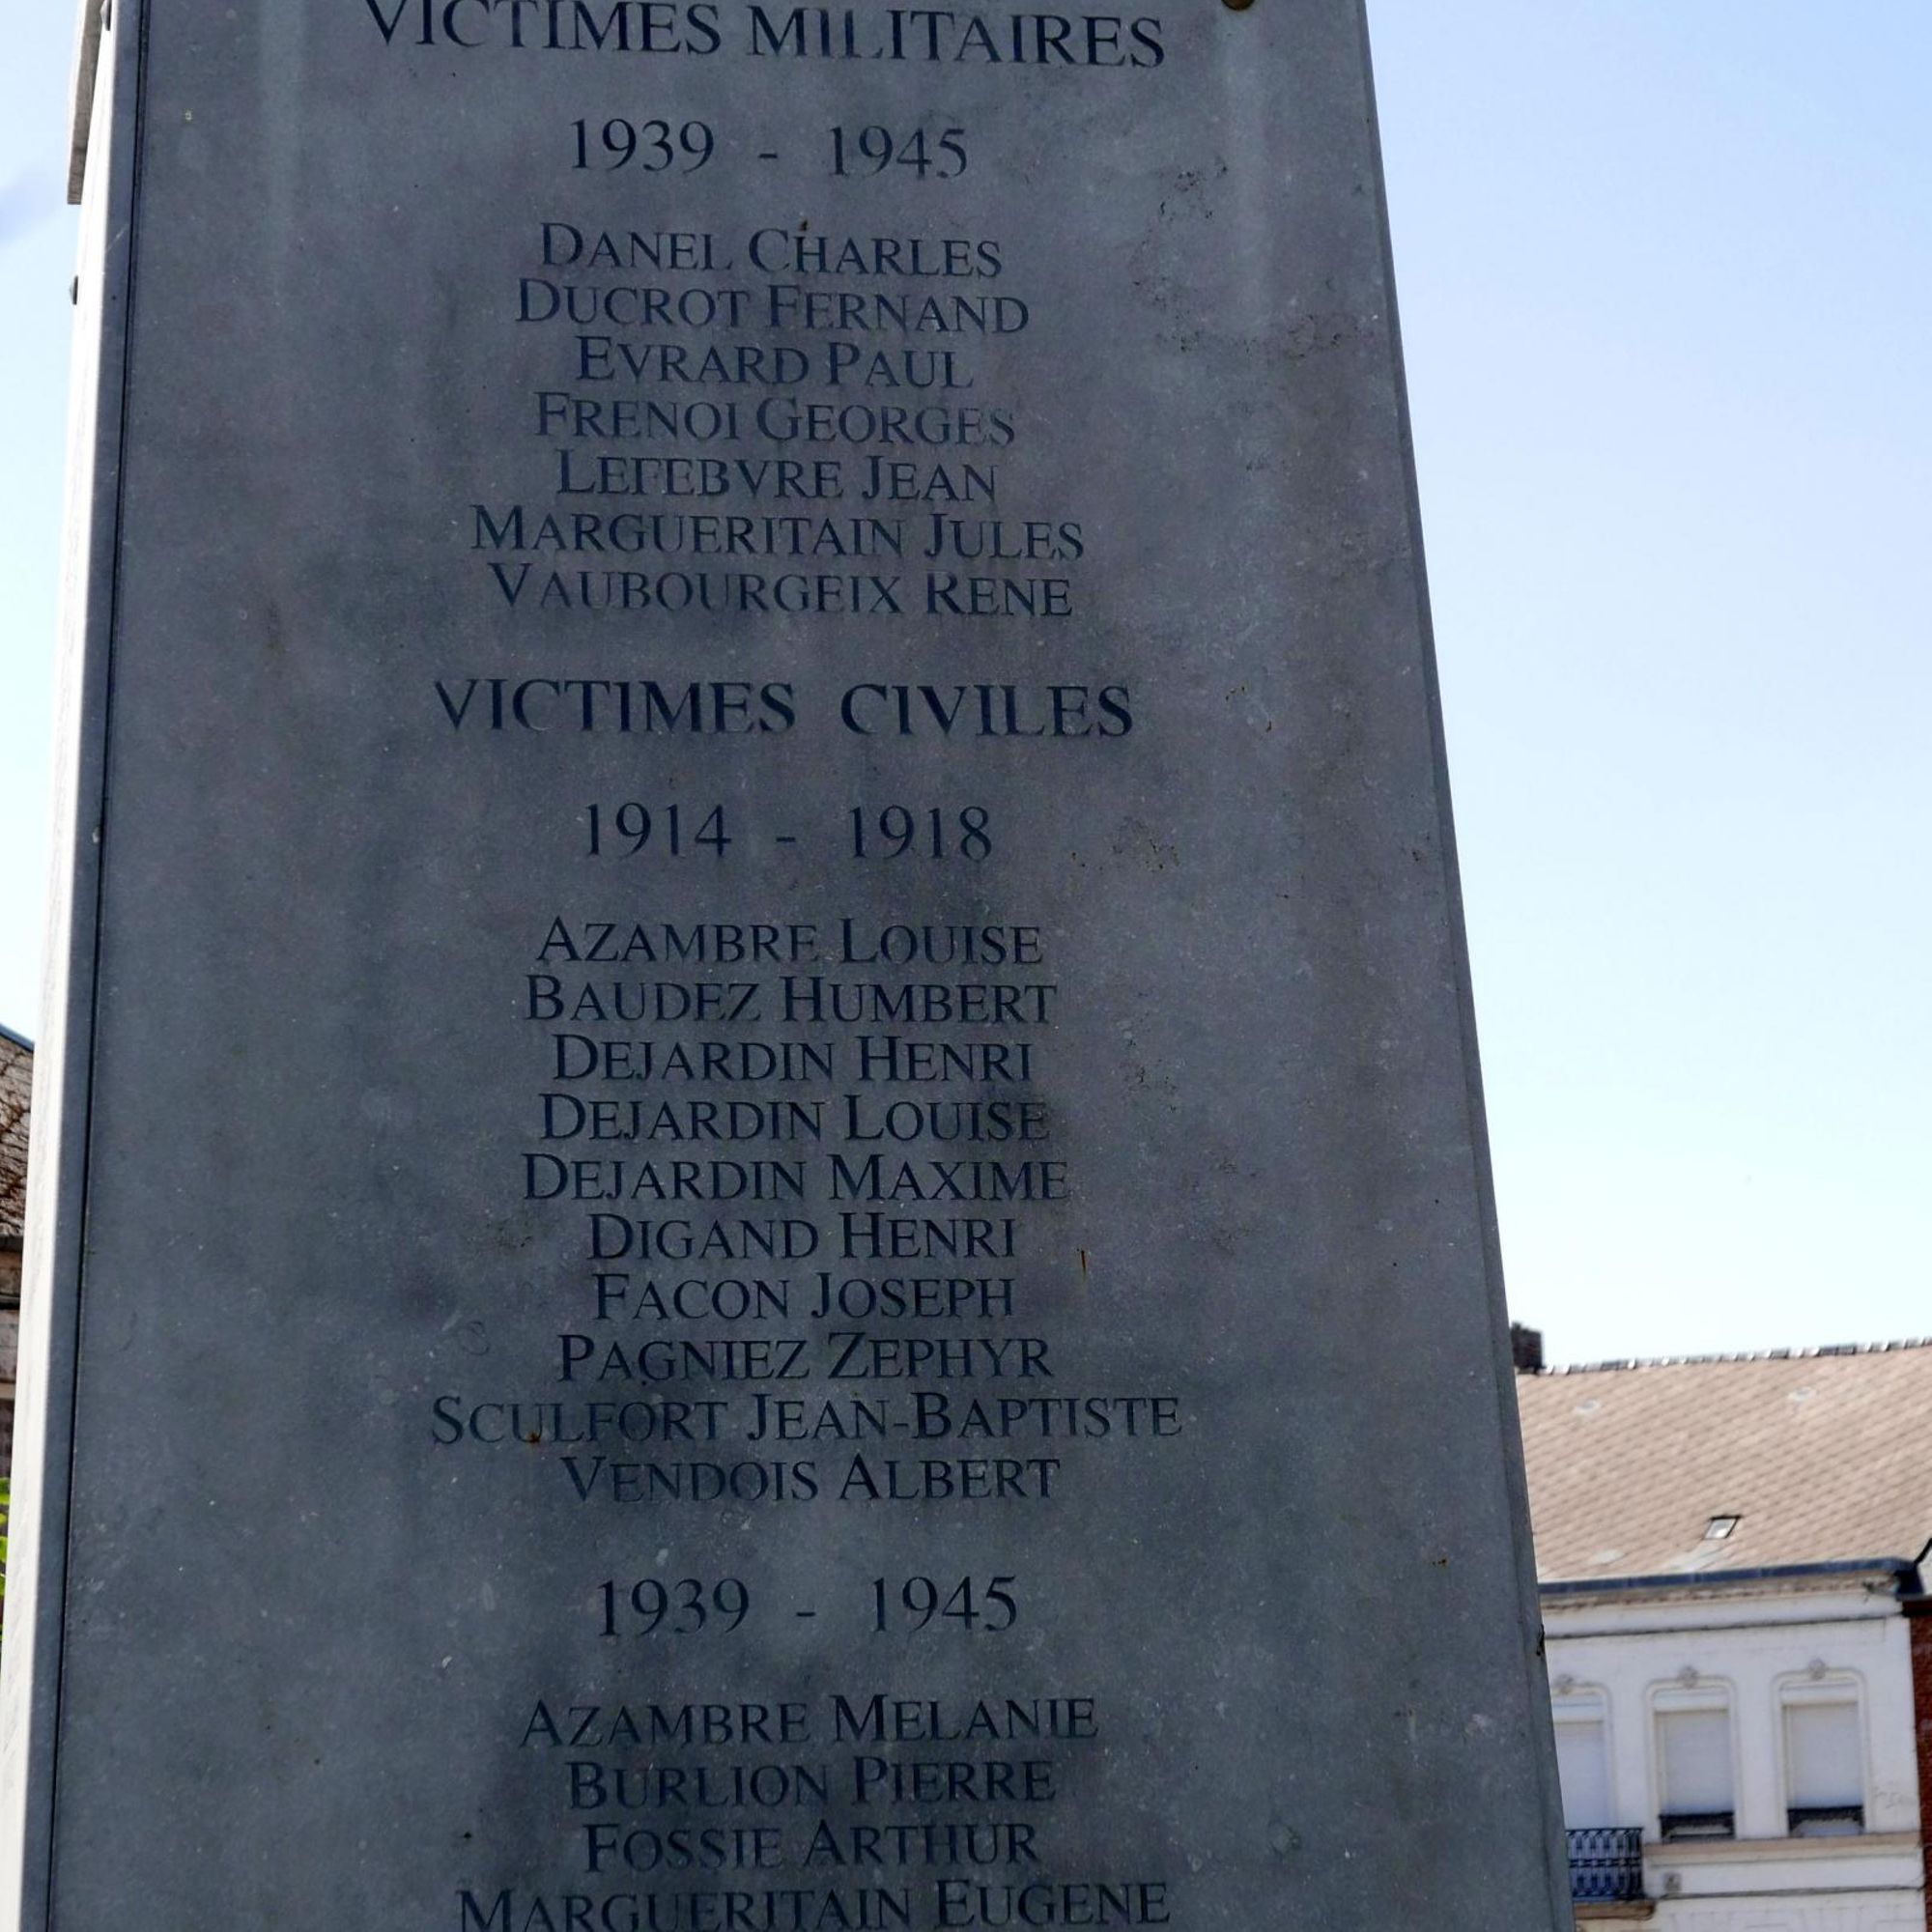 VICTIMES MILITAIRES
1939 - 1945
DANEL CHARLES
DUCROT FERNAND
EVRARD PAUL
FRENOI GEORGES
LEFEBVRE JEAN
MARGUERITAIN JULES
VAUBOURGEIX RENE
VICTIMES CIVILES
1914 - 1918
AZAMBRE LOUISE
BAUDEZ HUMBERT
DEJARDIN HENRI
DEJARDIN LOUISE
DEJARDIN MAXIME
DIGAND HENRI
FACON JOSEPH
PAGNIEZ ZEPHYR
SCULFORT JEAN-BAPTISTE
VENDOIS ALBERT
1939 - 1945
AZAMBRE MELANIE
BURLION PIERRE
FOSSIE ARTHUR
MARGUERITAIN EUGENE